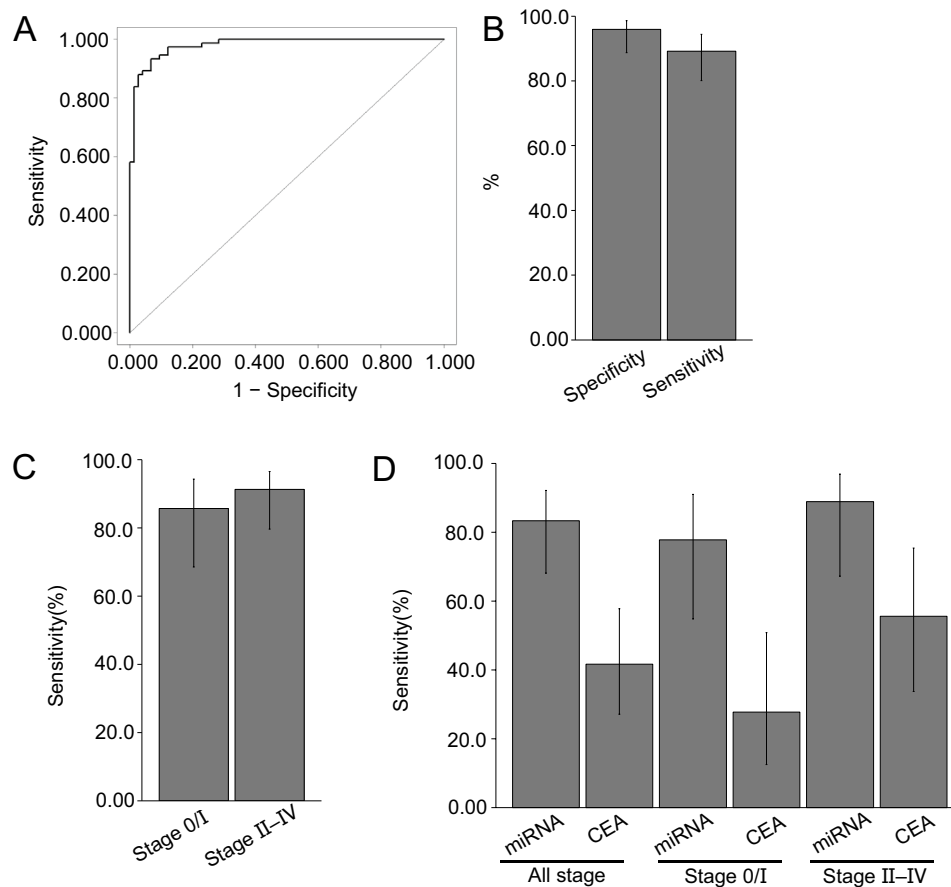 A
Sensitivity
1.000
0.800
0.600
0.400
0.200
0.000
0.000 0.200 0.400 0.600 0.800 1.000
1 − Specificity
B
%
100.0
80.0
60.0
40.0
20.0
0.00
Specificity Sensitivity
C
Sensitivity(%)
100.0
80.0
60.0
40.0
20.0
0.00
Stage 0/I Stage II–IV
D
Sensitivity(%)
100.0
80.0
60.0
40.0
20.0
0.00
miRNA CEA miRNA CEA miRNA CEA
All stage Stage 0/I Stage II–IV